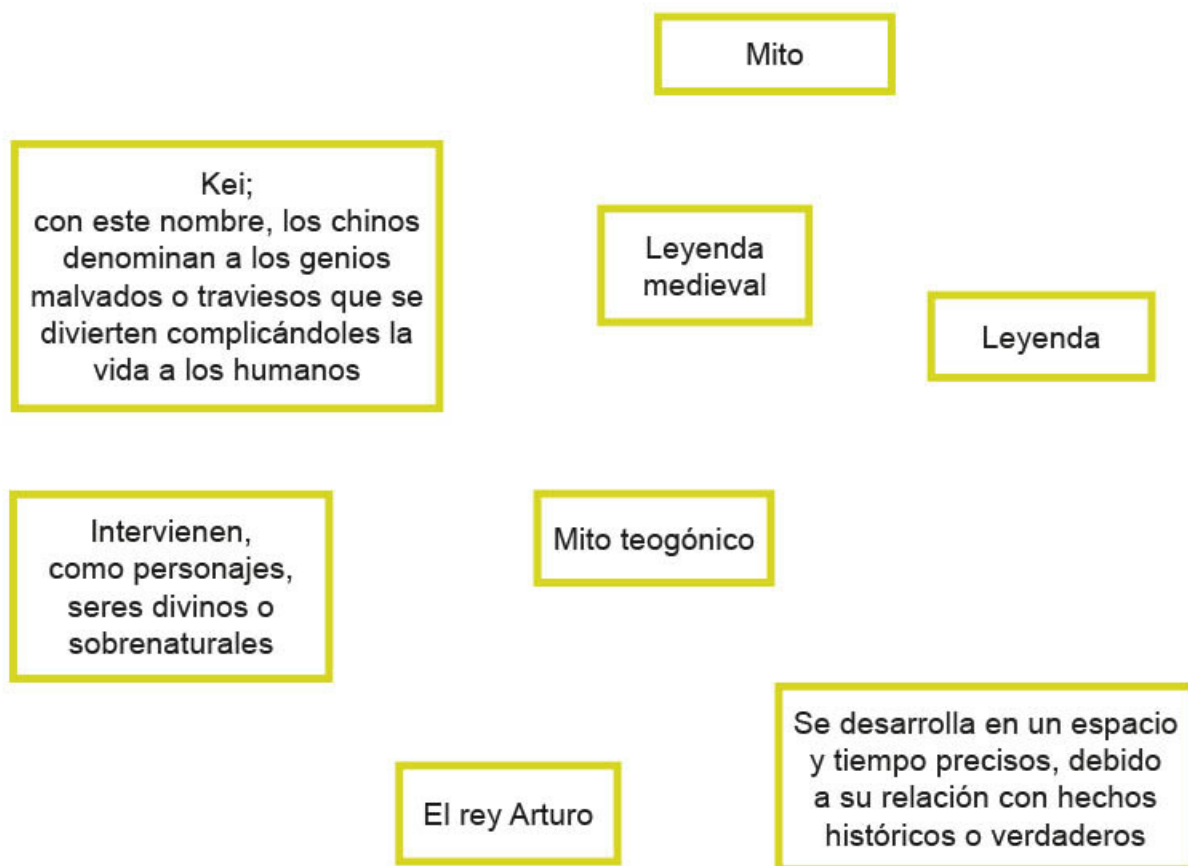 Mito
Kei;
con este nombre, los chinos
denominan a los genios
malvados o traviesos que se
divierten complicándoles la
vida a los humanos
Leyenda
medieval
Leyenda
Intervienen,
como personajes,
seres divinos o
sobrenaturales
Mito teogónico
Se desarrolla en un espacio
y tiempo precisos, debido
a su relación con hechos
históricos o verdaderos
El rey Arturo